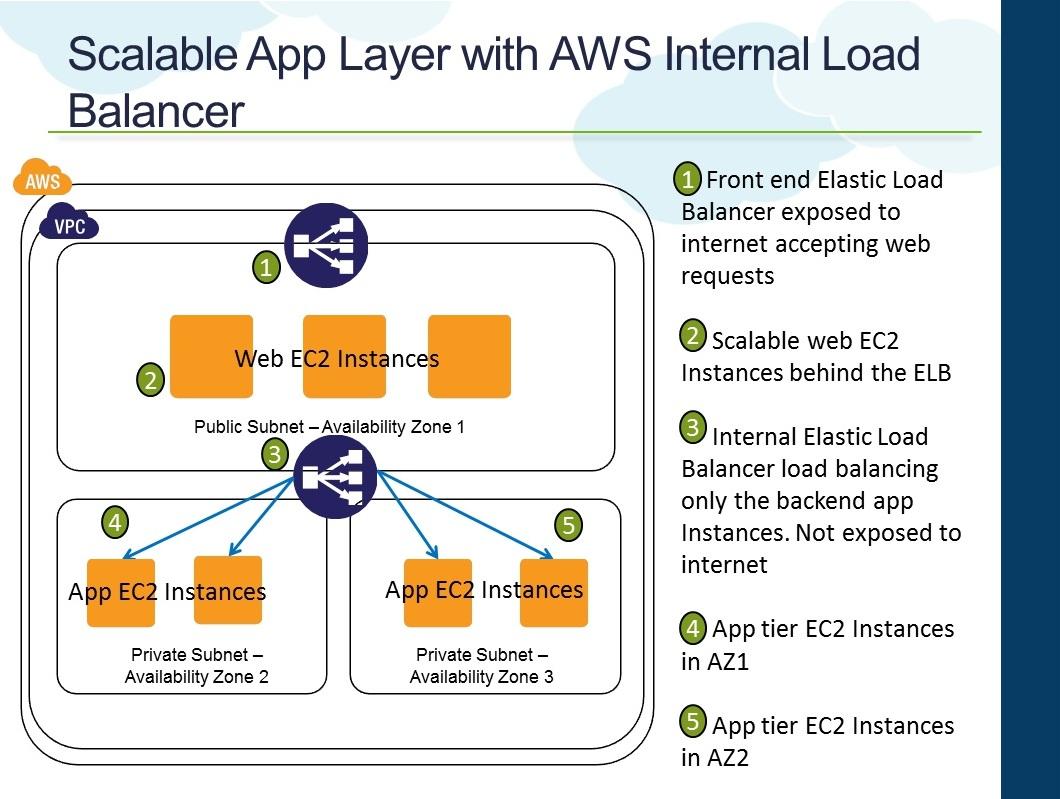 Scalable App Layer with AWS Internal Load
Balancer
AWS
VPC
1
Web EC2 Instances
2
Public Subnet – Availability Zone 1
3
4
5
App EC2 Instances
App EC2 Instances
Private Subnet –
Availability Zone 2
Private Subnet –
Availability Zone 3
1 Front end Elastic Load
Balancer exposed to
internet accepting web
requests
2 Scalable web EC2
Instances behind the ELB
3 Internal Elastic Load
Balancer load balancing
only the backend app
Instances. Not exposed to
internet
4 App tier EC2 Instances
in AZ1
5 App tier EC2 Instances
in AZ2